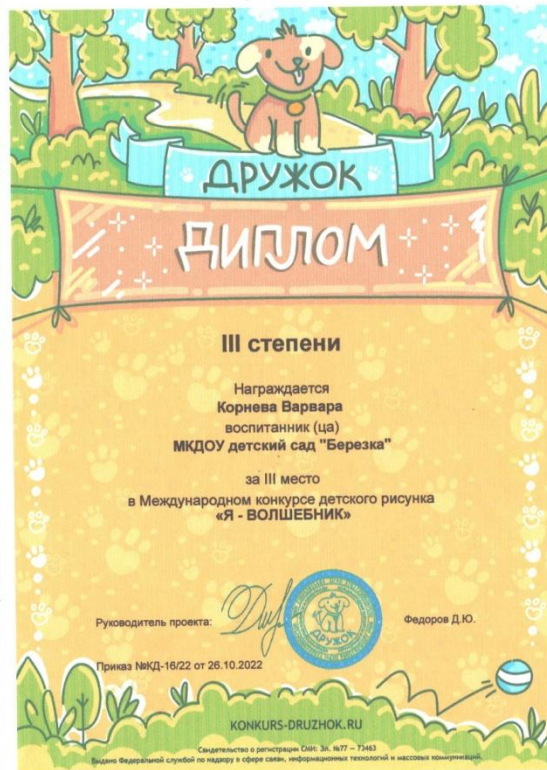 ДРУЖОК
ДИПЛОМ
III степени
Награждается
Корнева Варвара
воспитанник (ца)
МКДОУ детский сад "Березка"
за III место
в Международном конкурсе детского рисунка
«Я - ВОЛШЕБНИК»
Руководитель проекта:
ДРУЖОК
Федоров Д.Ю.
Приказ №КД-16/22 от 26.10.2022
KONKURS-DRUZHOK.RU
Свидетельство о регистрации СМИ: Эл. №77 – 73463
Выдано Федеральной службой по надзору в сфере связи, информационных технологий и массовых коммуникаций.